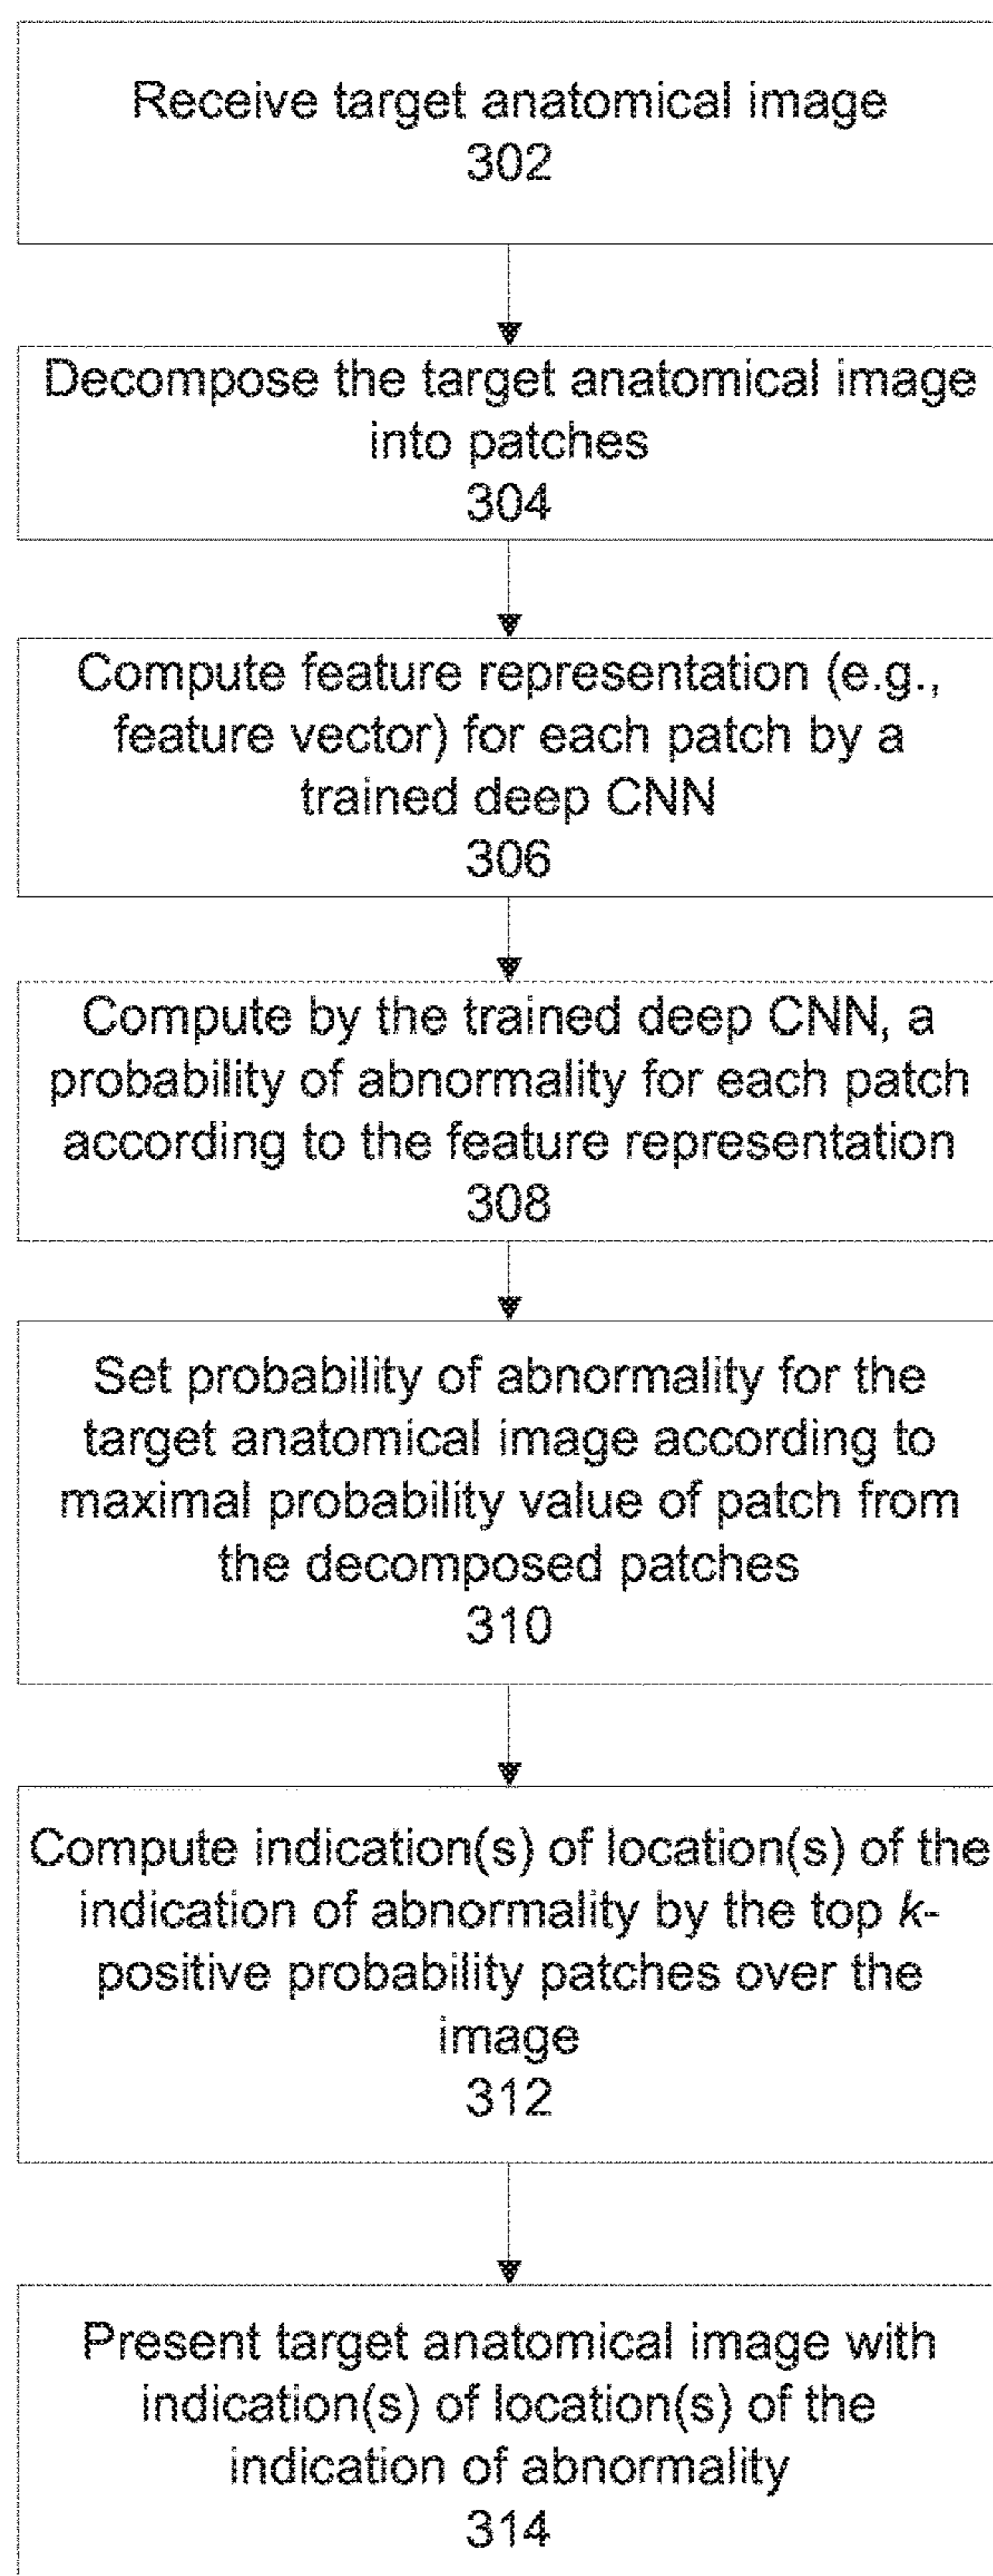 Receive target anatomical image
302
Decompose the target anatomical image
into patches
304
Compute feature representation (e.g.,
feature vector) for each patch by a
trained deep CNN
306
Compute by the trained deep CNN, a
probability of abnormality for each patch
according to the feature representation
308
Set probability of abnormality for the
target anatomical image according to
maximal probability value of patch from
the decomposed patches
310
Compute indication(s) of location(s) of the
indication of abnormality by the top k-
positive probability patches over the
image
312
Present target anatomical image with
indication(s) of location(s) of the
indication of abnormality
314